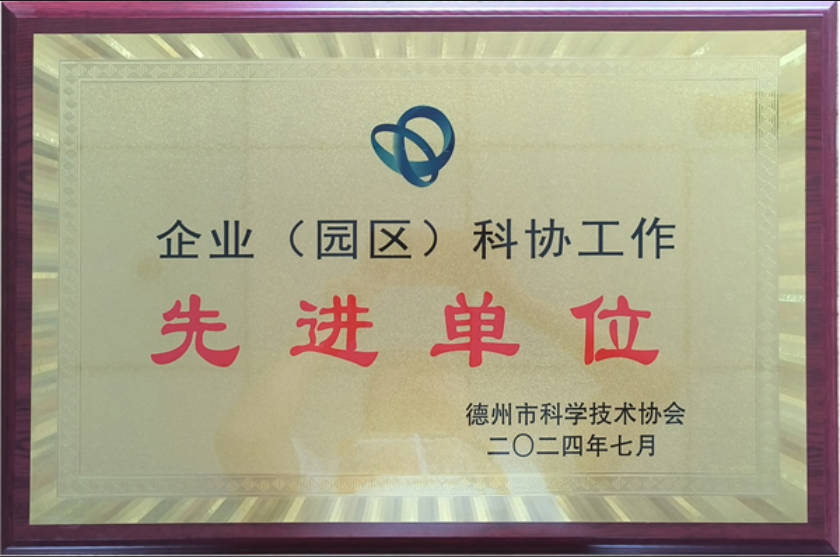 企业（园区）科协工作
先进单位
德州市科学技术协会
二〇二四年七月